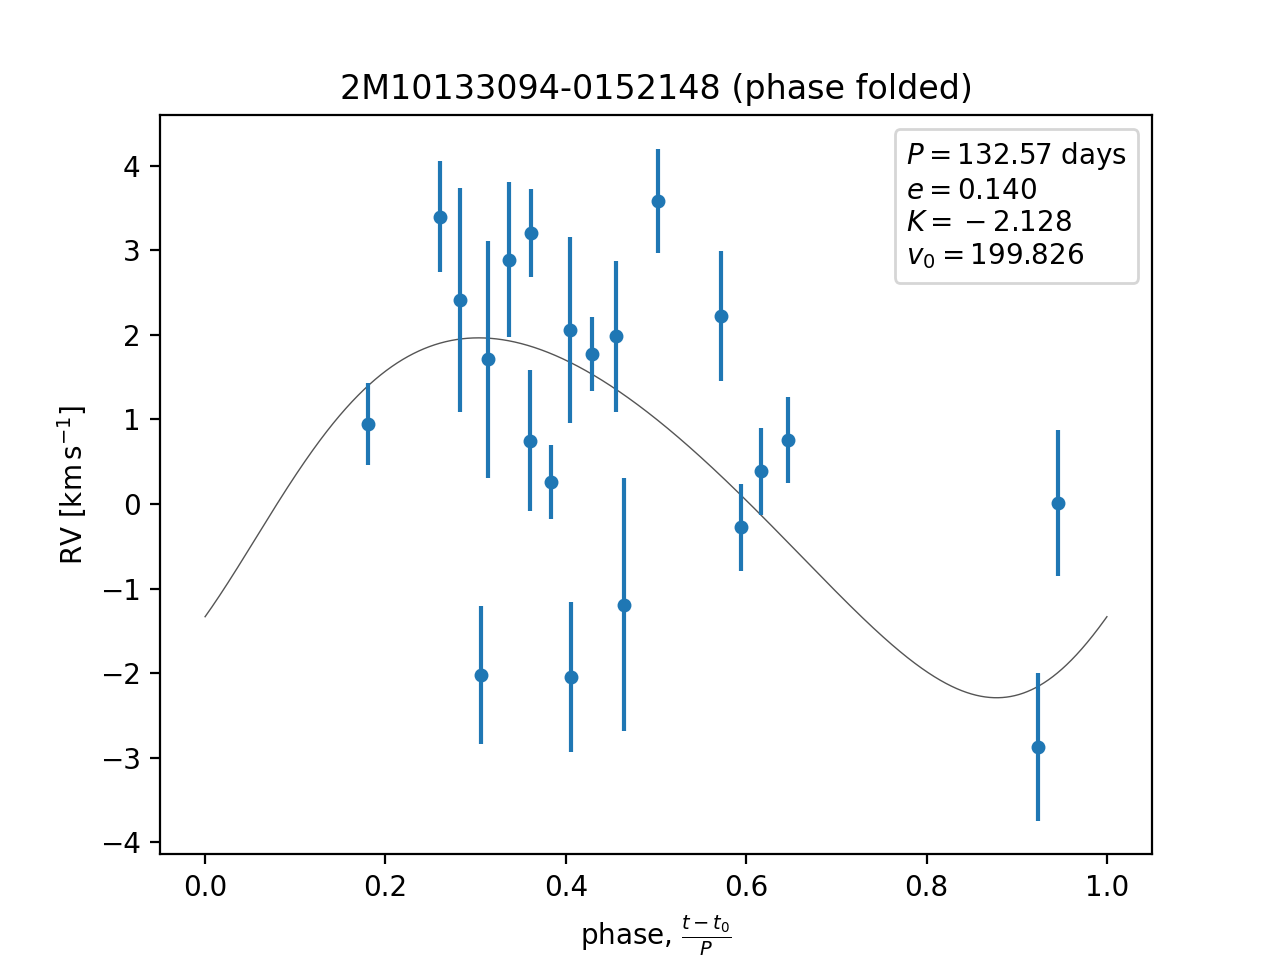 2M10133094-0152148 (phase folded)
P = 132.57 days
e = 0.140
K = −2.128
v₀ = 199.826
RV [km s⁻¹]
4
3
2
1
0
−1
−2
−3
−4
0.0 0.2 0.4 0.6 0.8 1.0
phase, (t − t₀)/P